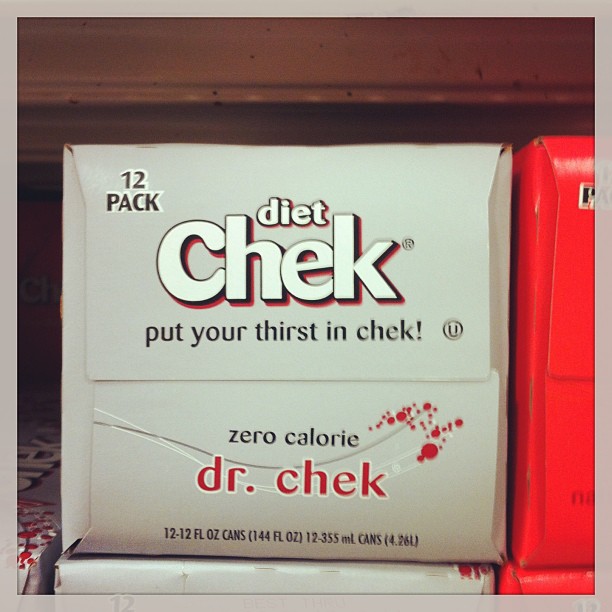 12
PACK
diet
Chek®
put your thirst in chek! Ⓤ
zero calorie
dr. chek®
12-12 FL OZ CANS (144 FL OZ) 12-355 mL CANS (4.26L)
12